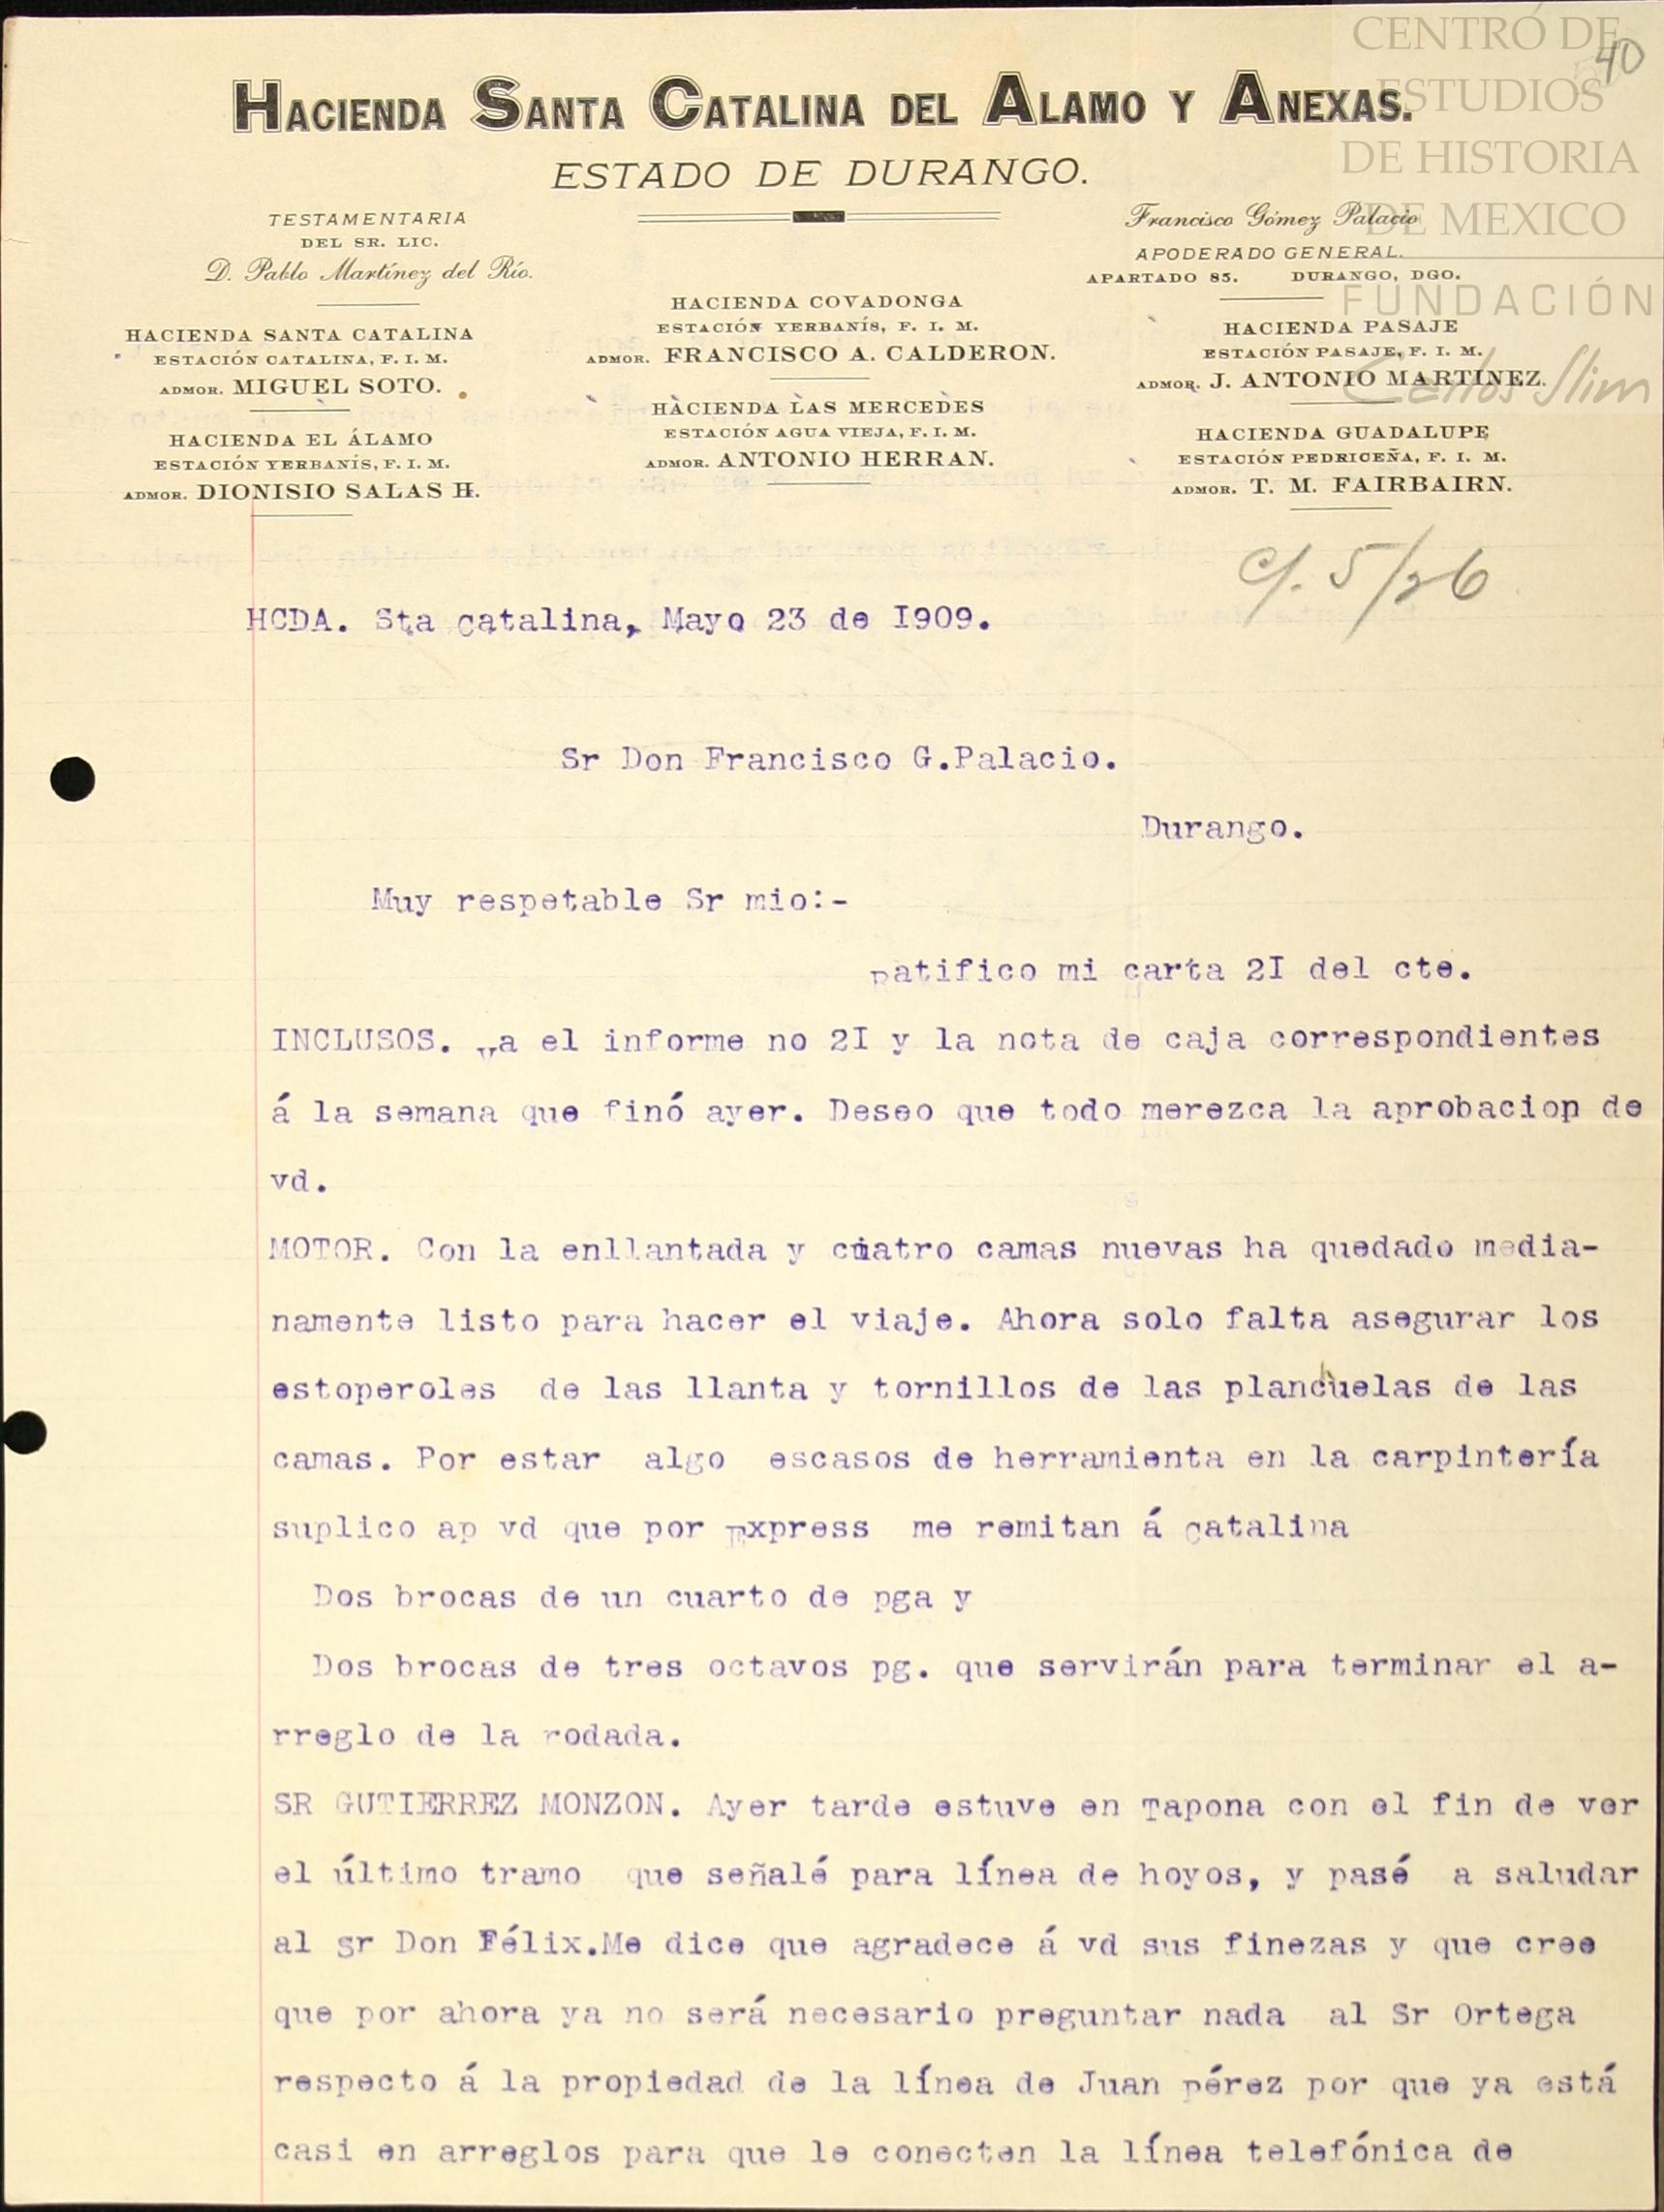 CENTRO DE
ESTUDIOS
DE HISTORIA
DE MEXICO
FUNDACIÓN
Carlos Slim
40
HACIENDA SANTA CATALINA DEL ALAMO Y ANEXAS.
ESTADO DE DURANGO.
TESTAMENTARIA
DEL SR. LIC.
D. Pablo Martínez del Río.
HACIENDA SANTA CATALINA
ESTACIÓN CATALINA, F. I. M.
ADMOR. MIGUEL SOTO.
HACIENDA EL ÁLAMO
ESTACIÓN YERBANÍS, F. I. M.
ADMOR. DIONISIO SALAS H.
HACIENDA COVADONGA
ESTACIÓN YERBANÍS, F. I. M.
ADMOR. FRANCISCO A. CALDERON.
HACIENDA LAS MERCEDES
ESTACIÓN AGUA VIEJA, F. I. M.
ADMOR. ANTONIO HERRAN.
Francisco Gómez Palacio
APODERADO GENERAL.
APARTADO 85. DURANGO, DGO.
HACIENDA PASAJE
ESTACIÓN PASAJE, F. I. M.
ADMOR. J. ANTONIO MARTINEZ.
HACIENDA GUADALUPE
ESTACIÓN PEDRICEÑA, F. I. M.
ADMOR. T. M. FAIRBAIRN.
c/. 5/26
HCDA. Sta Catalina, Mayo 23 de I909.
Sr Don Francisco G.Palacio.
Durango.
Muy respetable Sr mio:-
Ratifico mi carta 2I del cte.
INCLUSOS. Va el informe no 2I y la nota de caja correspondientes
á la semana que finó ayer. Deseo que todo merezca la aprobacion de
vd.
MOTOR. Con la enllantada y cuatro camas nuevas ha quedado media-
namente listo para hacer el viaje. Ahora solo falta asegurar los
estoperoles de las llanta y tornillos de las planchuelas de las
camas. Por estar algo escasos de herramienta en la carpintería
suplico ap vd que por Express me remitan á Catalina
Dos brocas de un cuarto de pga y
Dos brocas de tres octavos pg. que servirán para terminar el a-
rreglo de la rodada.
SR GUTIERREZ MONZON. Ayer tarde estuve en Tapona con el fin de ver
el último tramo que señalé para línea de hoyos, y pasé a saludar
al Sr Don Félix.Me dice que agradece á vd sus finezas y que cree
que por ahora ya no será necesario preguntar nada al Sr Ortega
respecto á la propiedad de la línea de Juan Pérez por que ya está
casi en arreglos para que le conecten la línea telefónica de